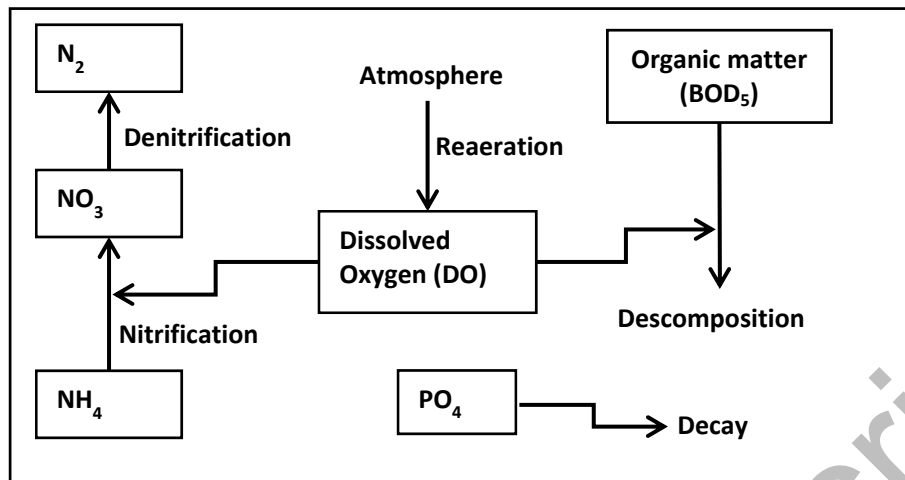 N₂
Atmosphere
Organic matter
(BOD₅)
Denitrification
Reaeration
NO₃
Dissolved
Oxygen (DO)
Nitrification
Descomposition
NH₄
PO₄
Decay